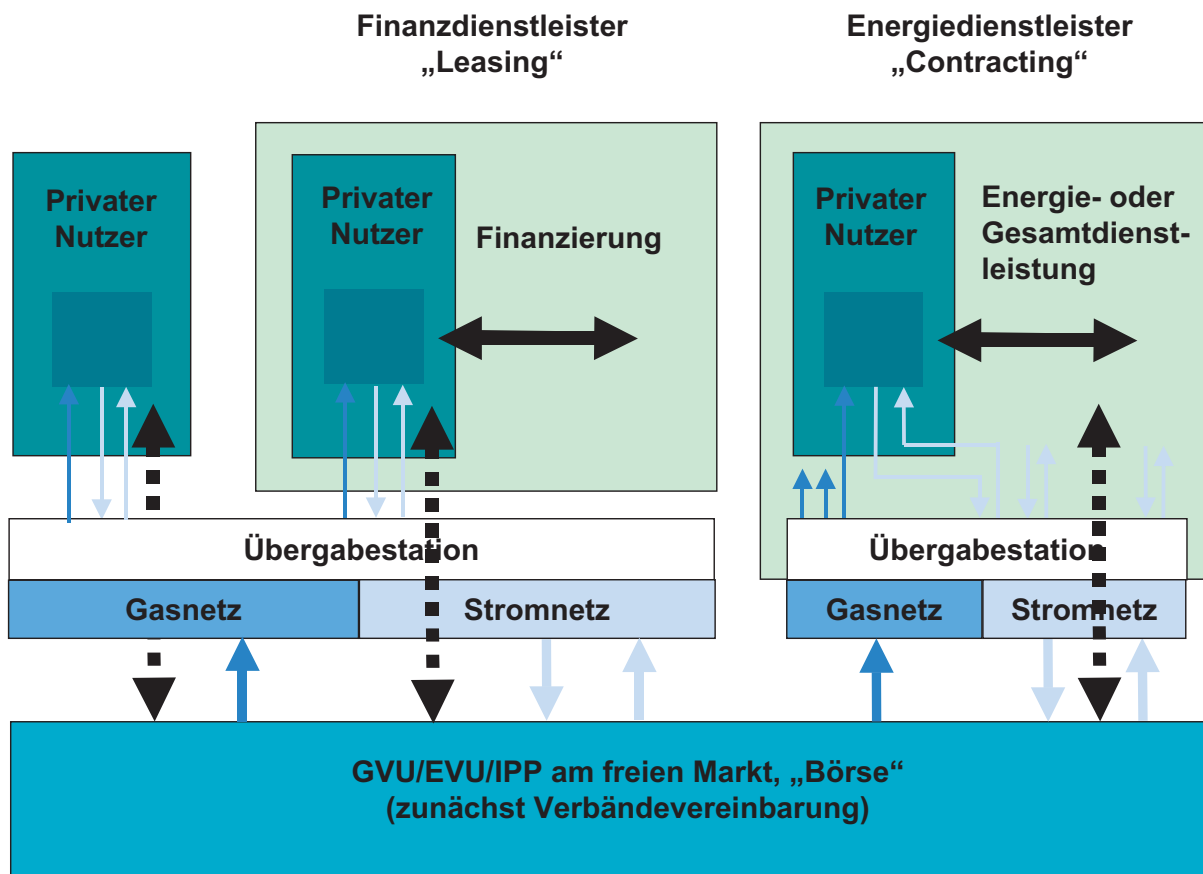 Finanzdienstleister
„Leasing“
Energiedienstleister
„Contracting“
Privater
Nutzer
Privater
Nutzer
Finanzierung
Privater
Nutzer
Energie- oder
Gesamtdienst-
leistung
Übergabestation
Übergabestation
Gasnetz
Stromnetz
Gasnetz
Stromnetz
GVU/EVU/IPP am freien Markt, „Börse“
(zunächst Verbändevereinbarung)